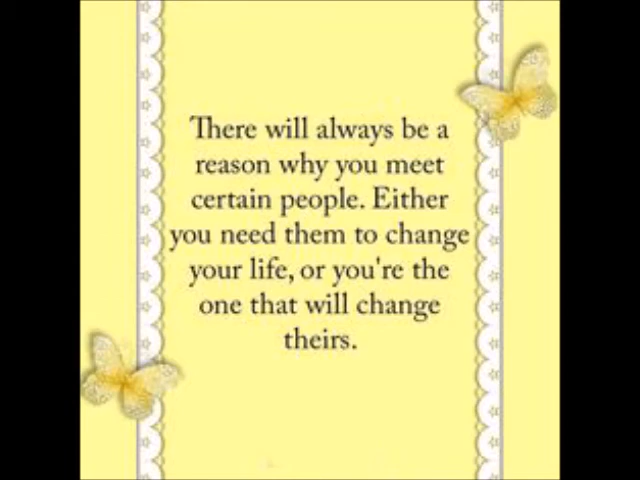 There will always be a
reason why you meet
certain people. Either
you need them to change
your life, or you're the
one that will change
theirs.